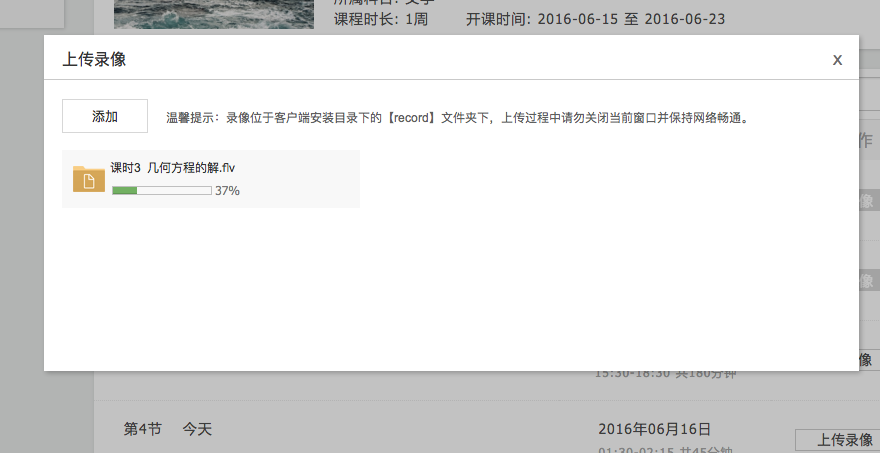 所属科目: 文学
课程时长: 1周 开课时间: 2016-06-15 至 2016-06-23
上传录像 x
添加 温馨提示：录像位于客户端安装目录下的【record】文件夹下，上传过程中请勿关闭当前窗口并保持网络畅通。
作
课时3 几何方程的解.flv
37%
像
像
像
15:30-18:30 共180分钟
第4节 今天 2016年06月16日
上传录像
01:30-02:15 共45分钟